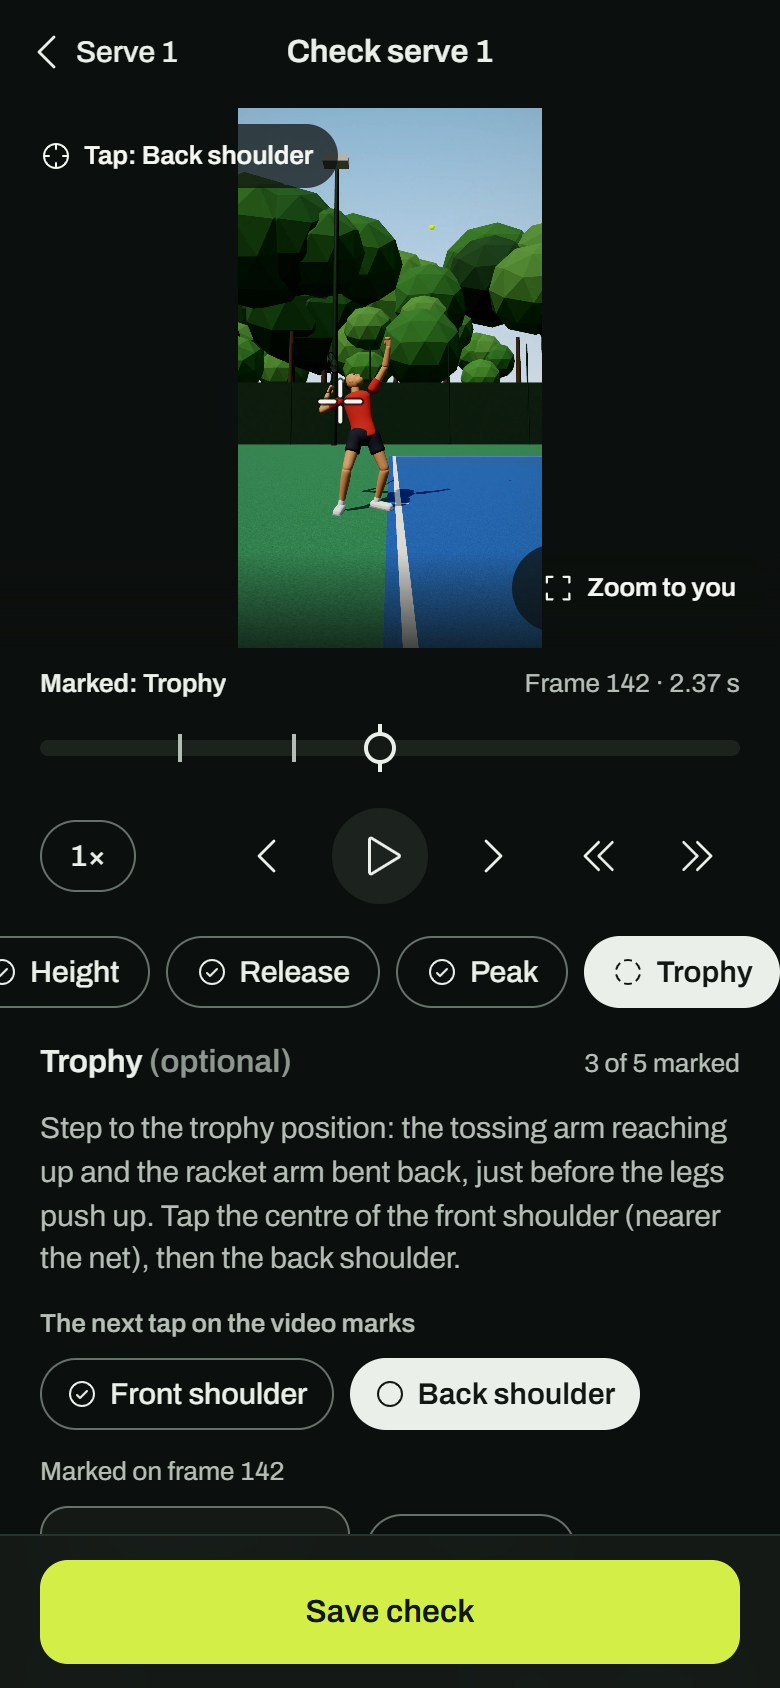 Serve 1
Check serve 1
Tap: Back shoulder
Zoom to you
Marked: Trophy
Frame 142 · 2.37 s
1×
Height
Release
Peak
Trophy
Trophy (optional)
3 of 5 marked
Step to the trophy position: the tossing arm reaching
up and the racket arm bent back, just before the legs
push up. Tap the centre of the front shoulder (nearer
the net), then the back shoulder.
The next tap on the video marks
Front shoulder
Back shoulder
Marked on frame 142
Save check